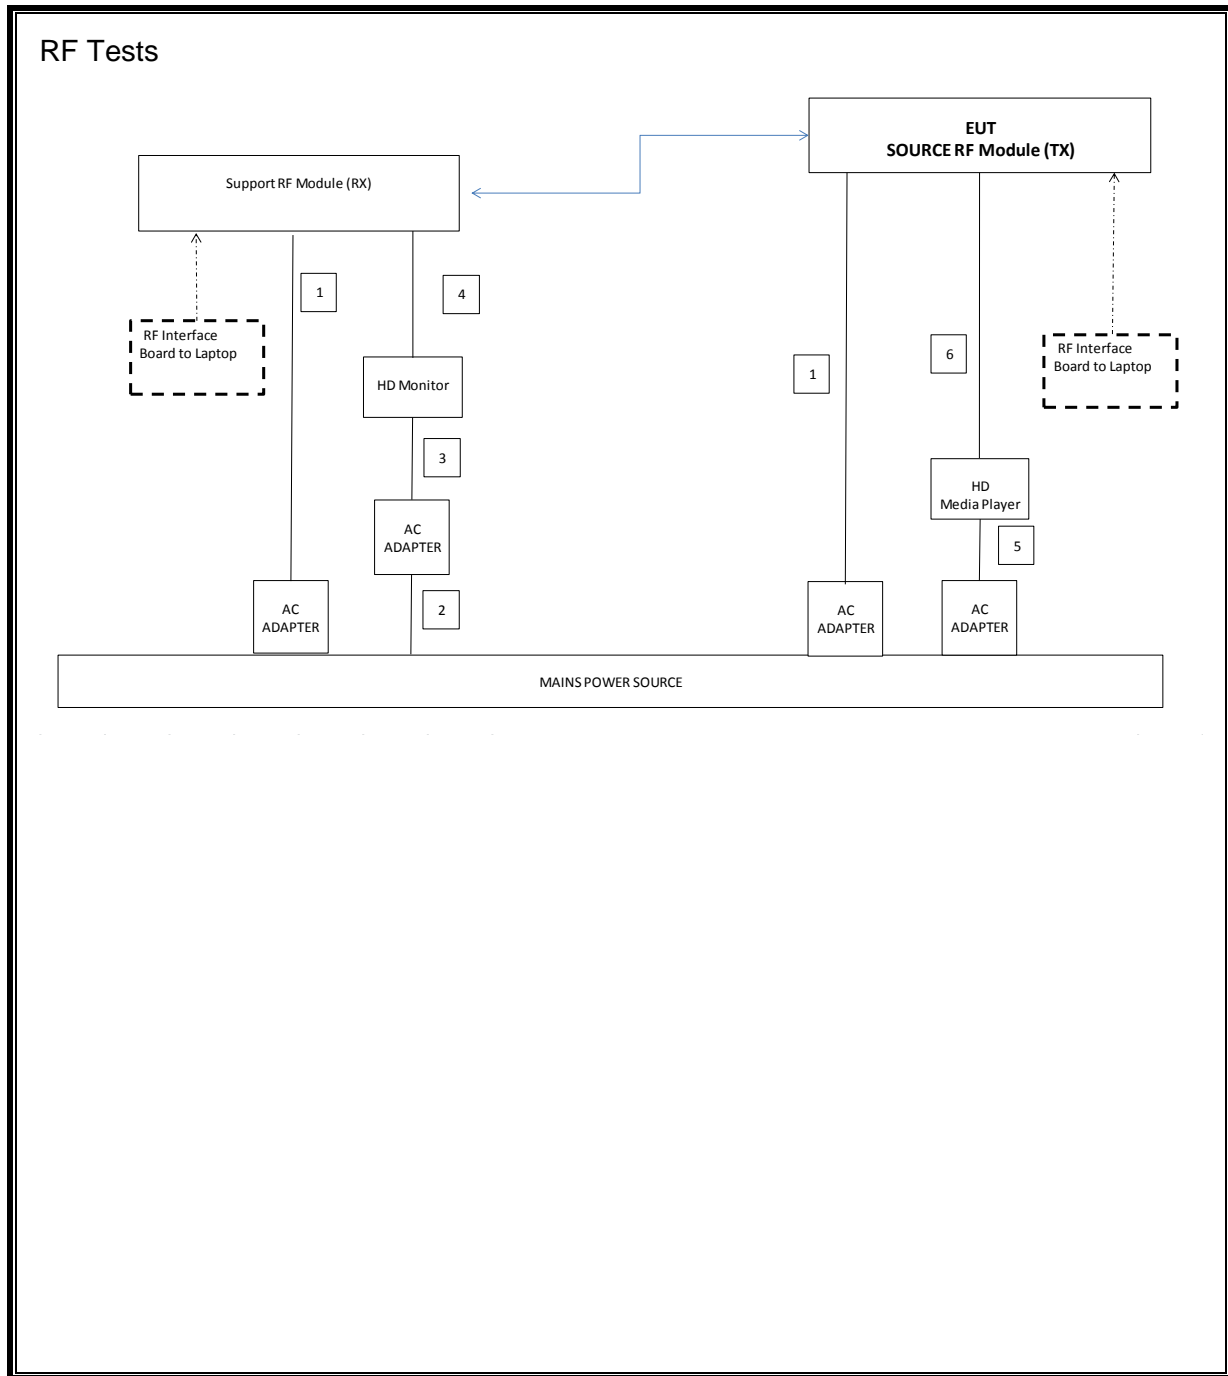 RF Tests
EUT
SOURCE RF Module (TX)
Support RF Module (RX)
1
4
RF Interface
Board to Laptop
HD Monitor
3
AC
ADAPTER
2
AC
ADAPTER
1
6
RF Interface
Board to Laptop
HD
Media Player
5
AC
ADAPTER
AC
ADAPTER
MAINS POWER SOURCE